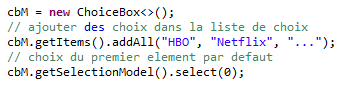 cbM = new ChoiceBox<>();
// ajouter des choix dans la liste de choix
cbM.getItems().addAll("HBO", "Netflix", "...");
// choix du premier element par defaut
cbM.getSelectionModel().select(0);